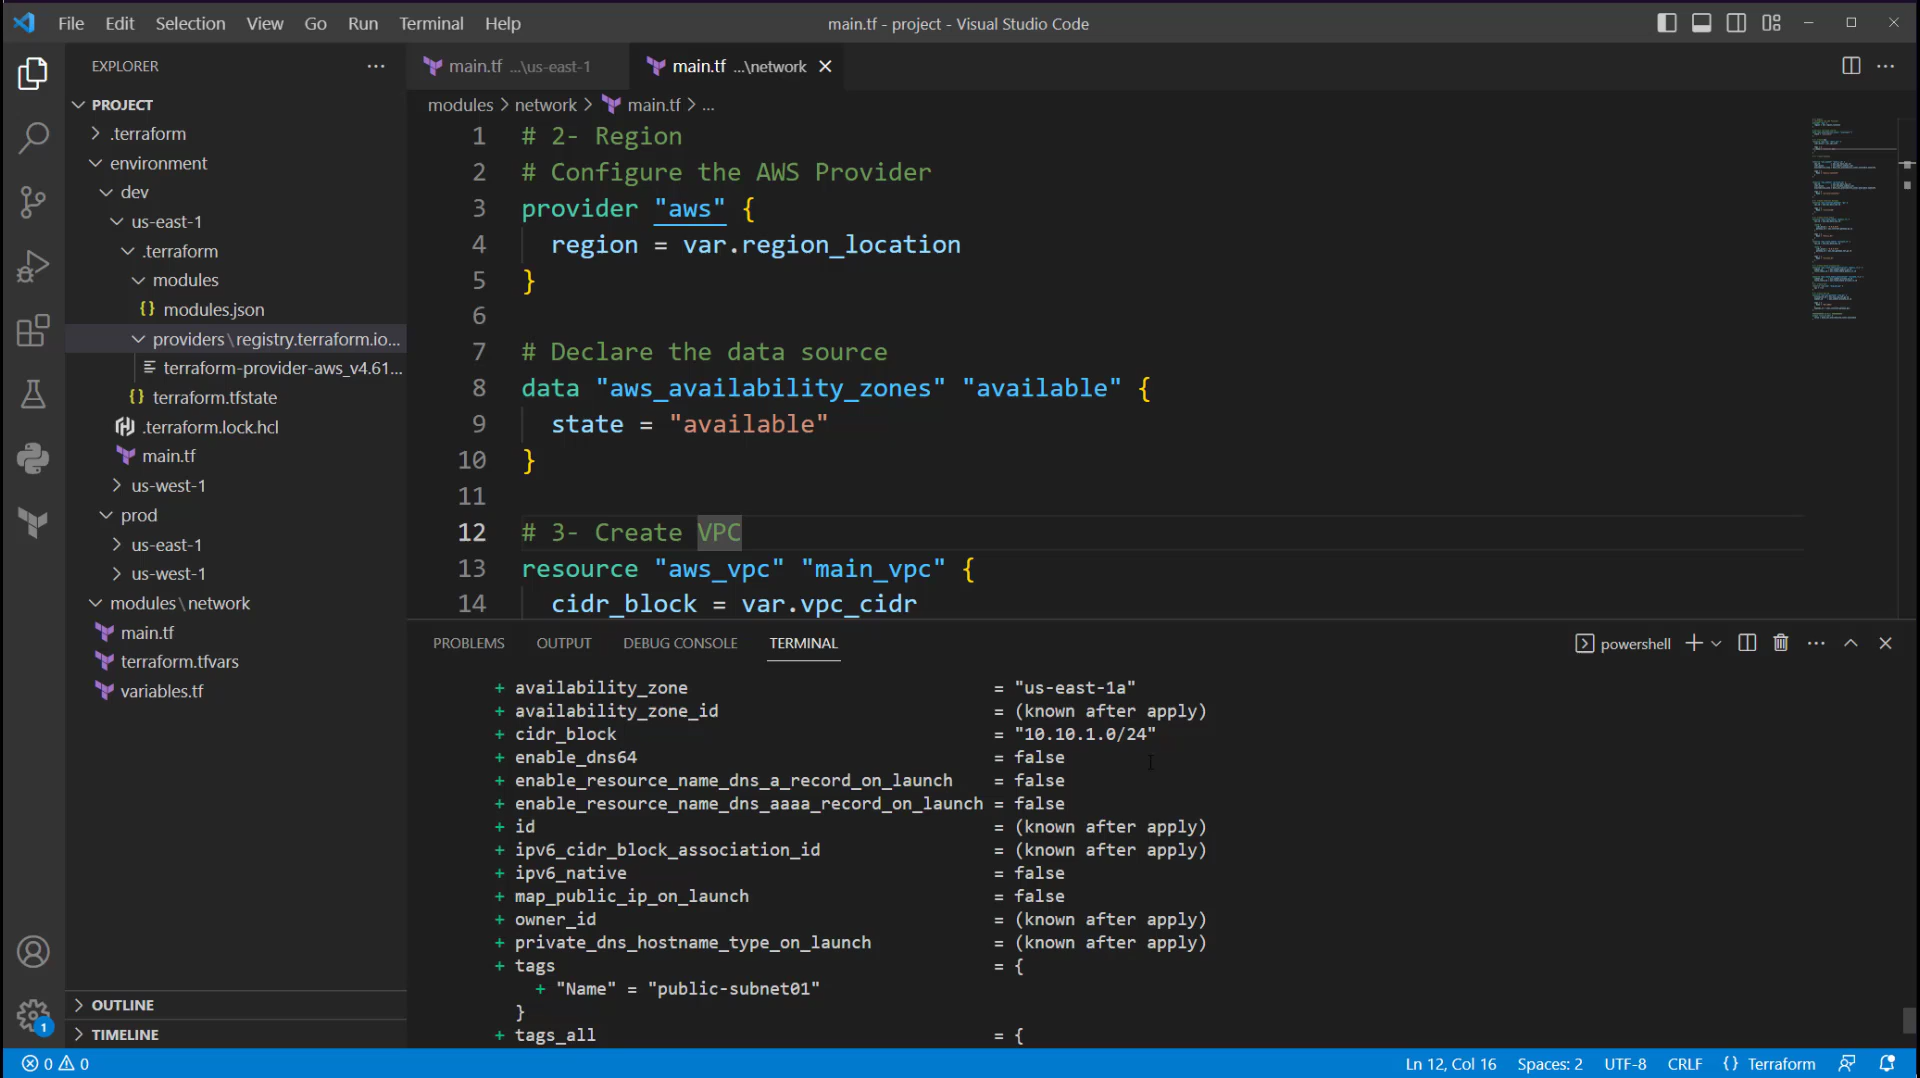 File Edit Selection View Go Run Terminal Help
main.tf - project - Visual Studio Code
EXPLORER
PROJECT
.terraform
environment
dev
us-east-1
.terraform
modules
modules.json
providers\registry.terraform.io...
terraform-provider-aws_v4.61...
terraform.tfstate
.terraform.lock.hcl
main.tf
us-west-1
prod
us-east-1
us-west-1
modules\network
main.tf
terraform.tfvars
variables.tf
OUTLINE
TIMELINE
main.tf ...\us-east-1
main.tf ...\network
modules > network > main.tf > ...
1 # 2- Region
2 # Configure the AWS Provider
3 provider "aws" {
4 region = var.region_location
5 }
6
7 # Declare the data source
8 data "aws_availability_zones" "available" {
9 state = "available"
10 }
11
12 # 3- Create VPC
13 resource "aws_vpc" "main_vpc" {
14 cidr_block = var.vpc_cidr
PROBLEMS OUTPUT DEBUG CONSOLE TERMINAL
powershell
+ availability_zone = "us-east-1a"
+ availability_zone_id = (known after apply)
+ cidr_block = "10.10.1.0/24"
+ enable_dns64 = false
+ enable_resource_name_dns_a_record_on_launch = false
+ enable_resource_name_dns_aaaa_record_on_launch = false
+ id = (known after apply)
+ ipv6_cidr_block_association_id = (known after apply)
+ ipv6_native = false
+ map_public_ip_on_launch = false
+ owner_id = (known after apply)
+ private_dns_hostname_type_on_launch = (known after apply)
+ tags = {
+ "Name" = "public-subnet01"
}
+ tags_all = {
1
0 0
Ln 12, Col 16 Spaces: 2 UTF-8 CRLF {} Terraform